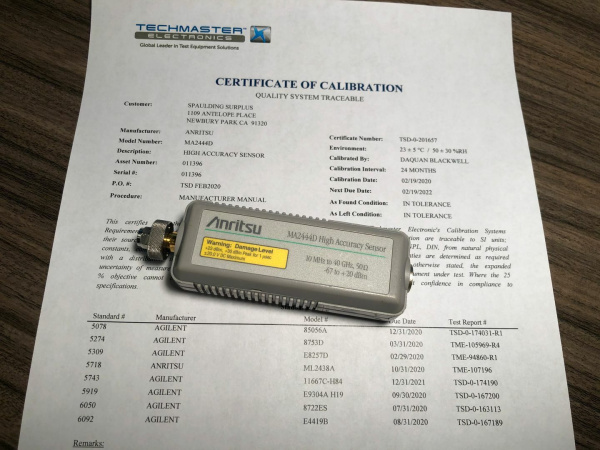 TECHMASTER
ELECTRONICS
Global Leader in Test Equipment Solutions
CERTIFICATE OF CALIBRATION
QUALITY SYSTEM TRACEABLE
Customer: SPAULDING SURPLUS
1109 ANTELOPE PLACE
NEWBURY PARK CA 91320
Manufacturer: ANRITSU
Model Number: MA2444D
Description: HIGH ACCURACY SENSOR
Asset Number 011396
Serial #: 011396
P.O. #: TSD FEB2020
Procedure: MANUFACTURER MANUAL
Certificate Number: TSD-0-201657
Environment: 23 ± 5 °C / 50 ± 30 %RH
Calibrated By: DAQUAN BLACKWELL
Calibration Interval: 24 MONTHS
Calibration Date: 02/19/2020
Next Due Date: 02/19/2022
As Found Condition: IN TOLERANCE
As Left Condition: IN TOLERANCE
This certifies Electronic's Calibration Systems
Requirem are traceable to SI units:
their sour DIN, from natural physical
constants. are determined as required
with a distri otherwise stated, the expanded
uncertainty of measu ment under test. Where the 25
% objective cannot confidence in compliance to
specifications.
Anritsu
MA2444D High Accuracy Sensor
Warning: Damage Level
10 MHz to 40 GHz, 50Ω
-67 to +20 dBm
Standard # Manufacturer Model # Due Date Test Report #
5078 AGILENT 85056A 12/31/2020 TSD-0-174031-R1
5274 AGILENT 8753D 03/31/2020 TME-105969-R4
5309 AGILENT E8257D 02/29/2020 TME-94860-R1
5718 ANRITSU ML2438A 10/31/2020 TME-107196
5743 AGILENT 11667C-H84 12/31/2021 TSD-0-174190
5919 AGILENT E9304A H19 09/30/2020 TSD-0-167200
6050 AGILENT 8722ES 07/31/2020 TSD-0-163113
6092 AGILENT E4419B 08/31/2020 TSD-0-167189
Remarks: